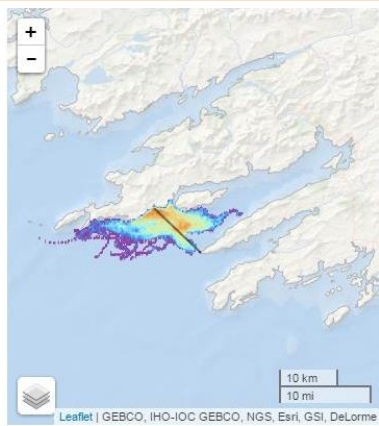 +
−
10 km
10 mi
Leaflet | GEBCO, IHO-IOC GEBCO, NGS, Esri, GSI, DeLorme